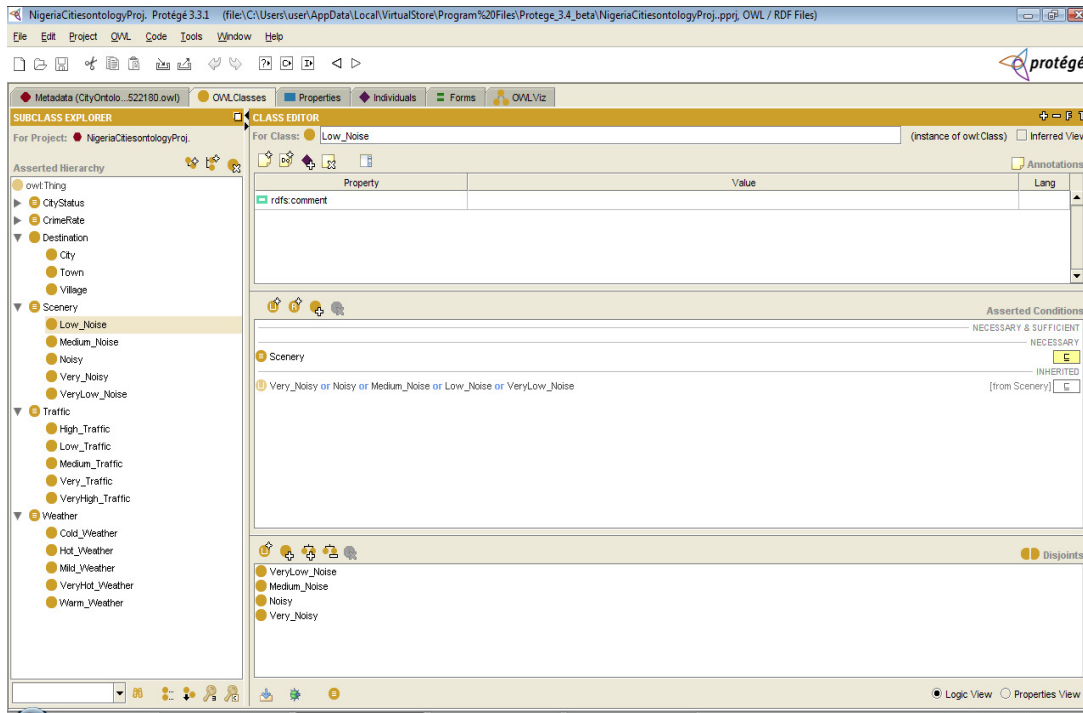 NigeriaCitiesontologyProj. Protégé 3.3.1 (file:\C:\Users\user\AppData\Local\VirtualStore\Program%20Files\Protege_3.4_beta\NigeriaCitiesontologyProj..pprj, OWL / RDF Files)
File Edit Project OWL Code Tools Window Help
protégé
Metadata (CityOntolo...522180.owl) OWLClasses Properties Individuals Forms OWLViz
SUBCLASS EXPLORER
For Project: NigeriaCitiesontologyProj.
Asserted Hierarchy
owl:Thing
CityStatus
CrimeRate
Destination
City
Town
Village
Scenery
Low_Noise
Medium_Noise
Noisy
Very_Noisy
VeryLow_Noise
Traffic
High_Traffic
Low_Traffic
Medium_Traffic
Very_Traffic
VeryHigh_Traffic
Weather
Cold_Weather
Hot_Weather
Mild_Weather
VeryHot_Weather
Warm_Weather
CLASS EDITOR
For Class: Low_Noise (instance of owl:Class) Inferred View
Annotations
Property Value Lang
rdfs:comment
Asserted Conditions
NECESSARY & SUFFICIENT
NECESSARY
Scenery
INHERITED
Very_Noisy or Noisy or Medium_Noise or Low_Noise or VeryLow_Noise [from Scenery]
Disjoints
VeryLow_Noise
Medium_Noise
Noisy
Very_Noisy
Logic View Properties View